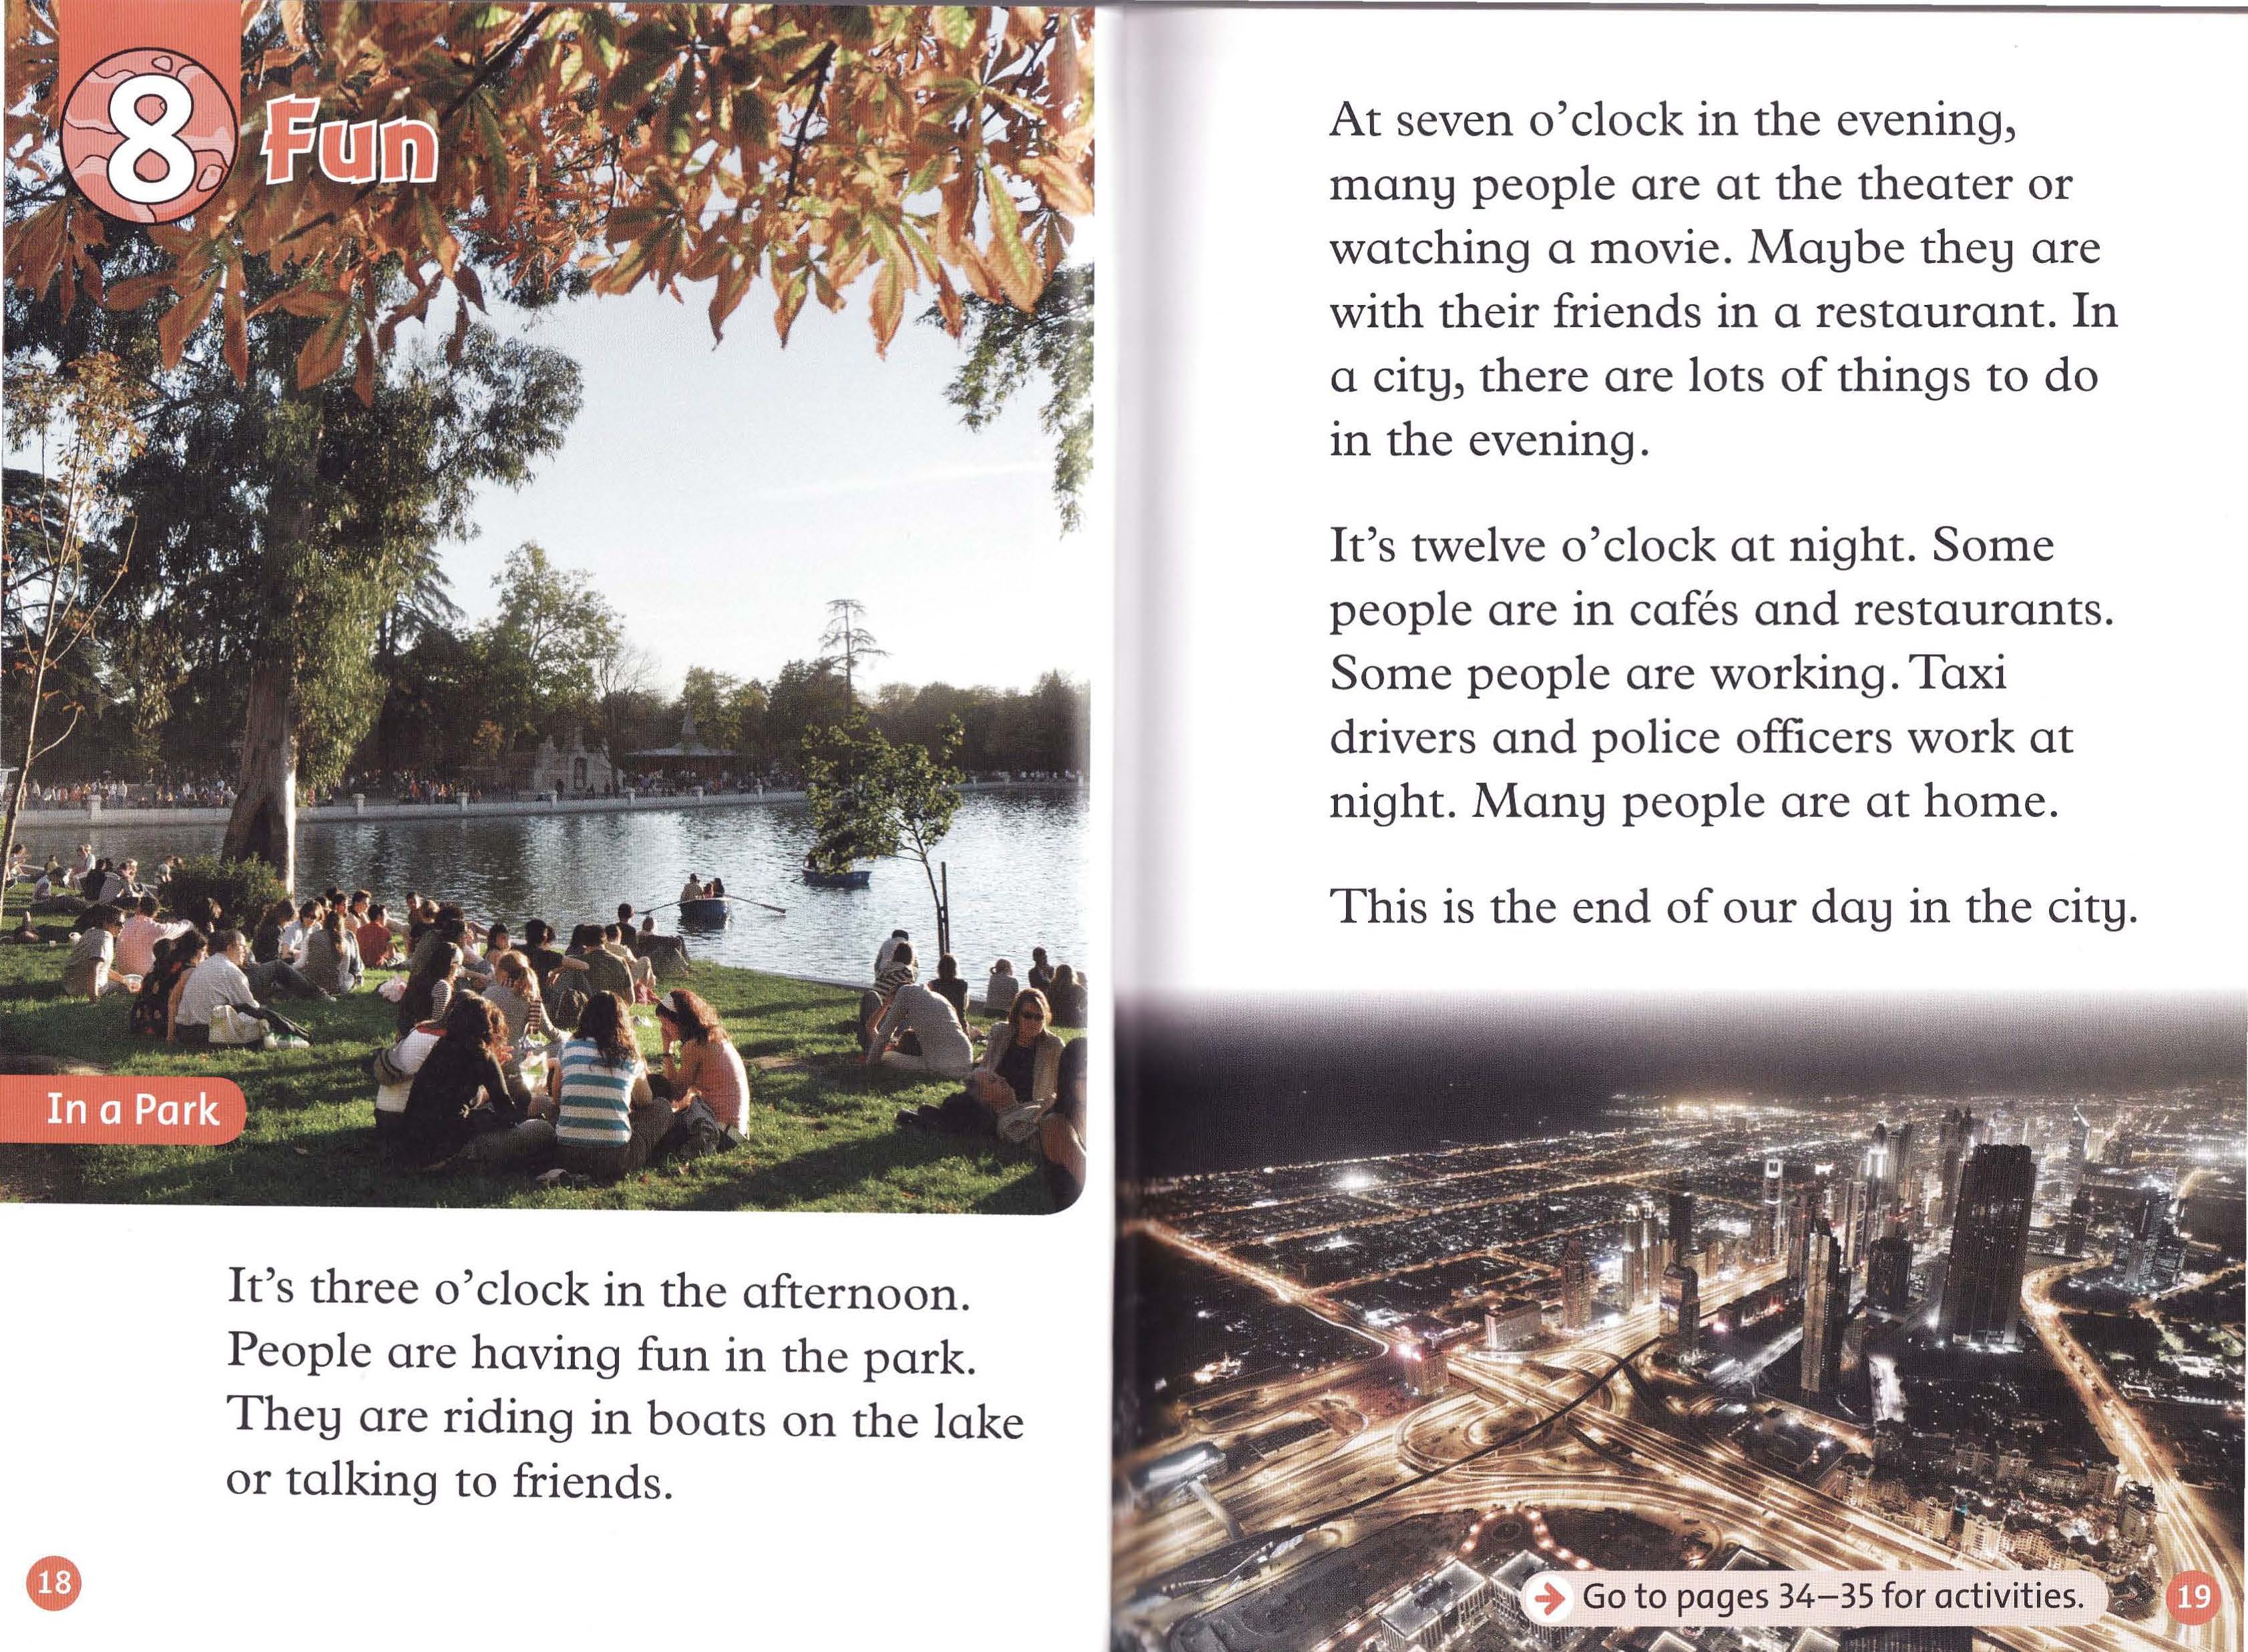 8
Fun
In a Park
It's three o'clock in the afternoon.
People are having fun in the park.
They are riding in boats on the lake
or talking to friends.
18
At seven o'clock in the evening,
many people are at the theater or
watching a movie. Maybe they are
with their friends in a restaurant. In
a city, there are lots of things to do
in the evening.
It's twelve o'clock at night. Some
people are in cafés and restaurants.
Some people are working. Taxi
drivers and police officers work at
night. Many people are at home.
This is the end of our day in the city.
Go to pages 34–35 for activities.
19